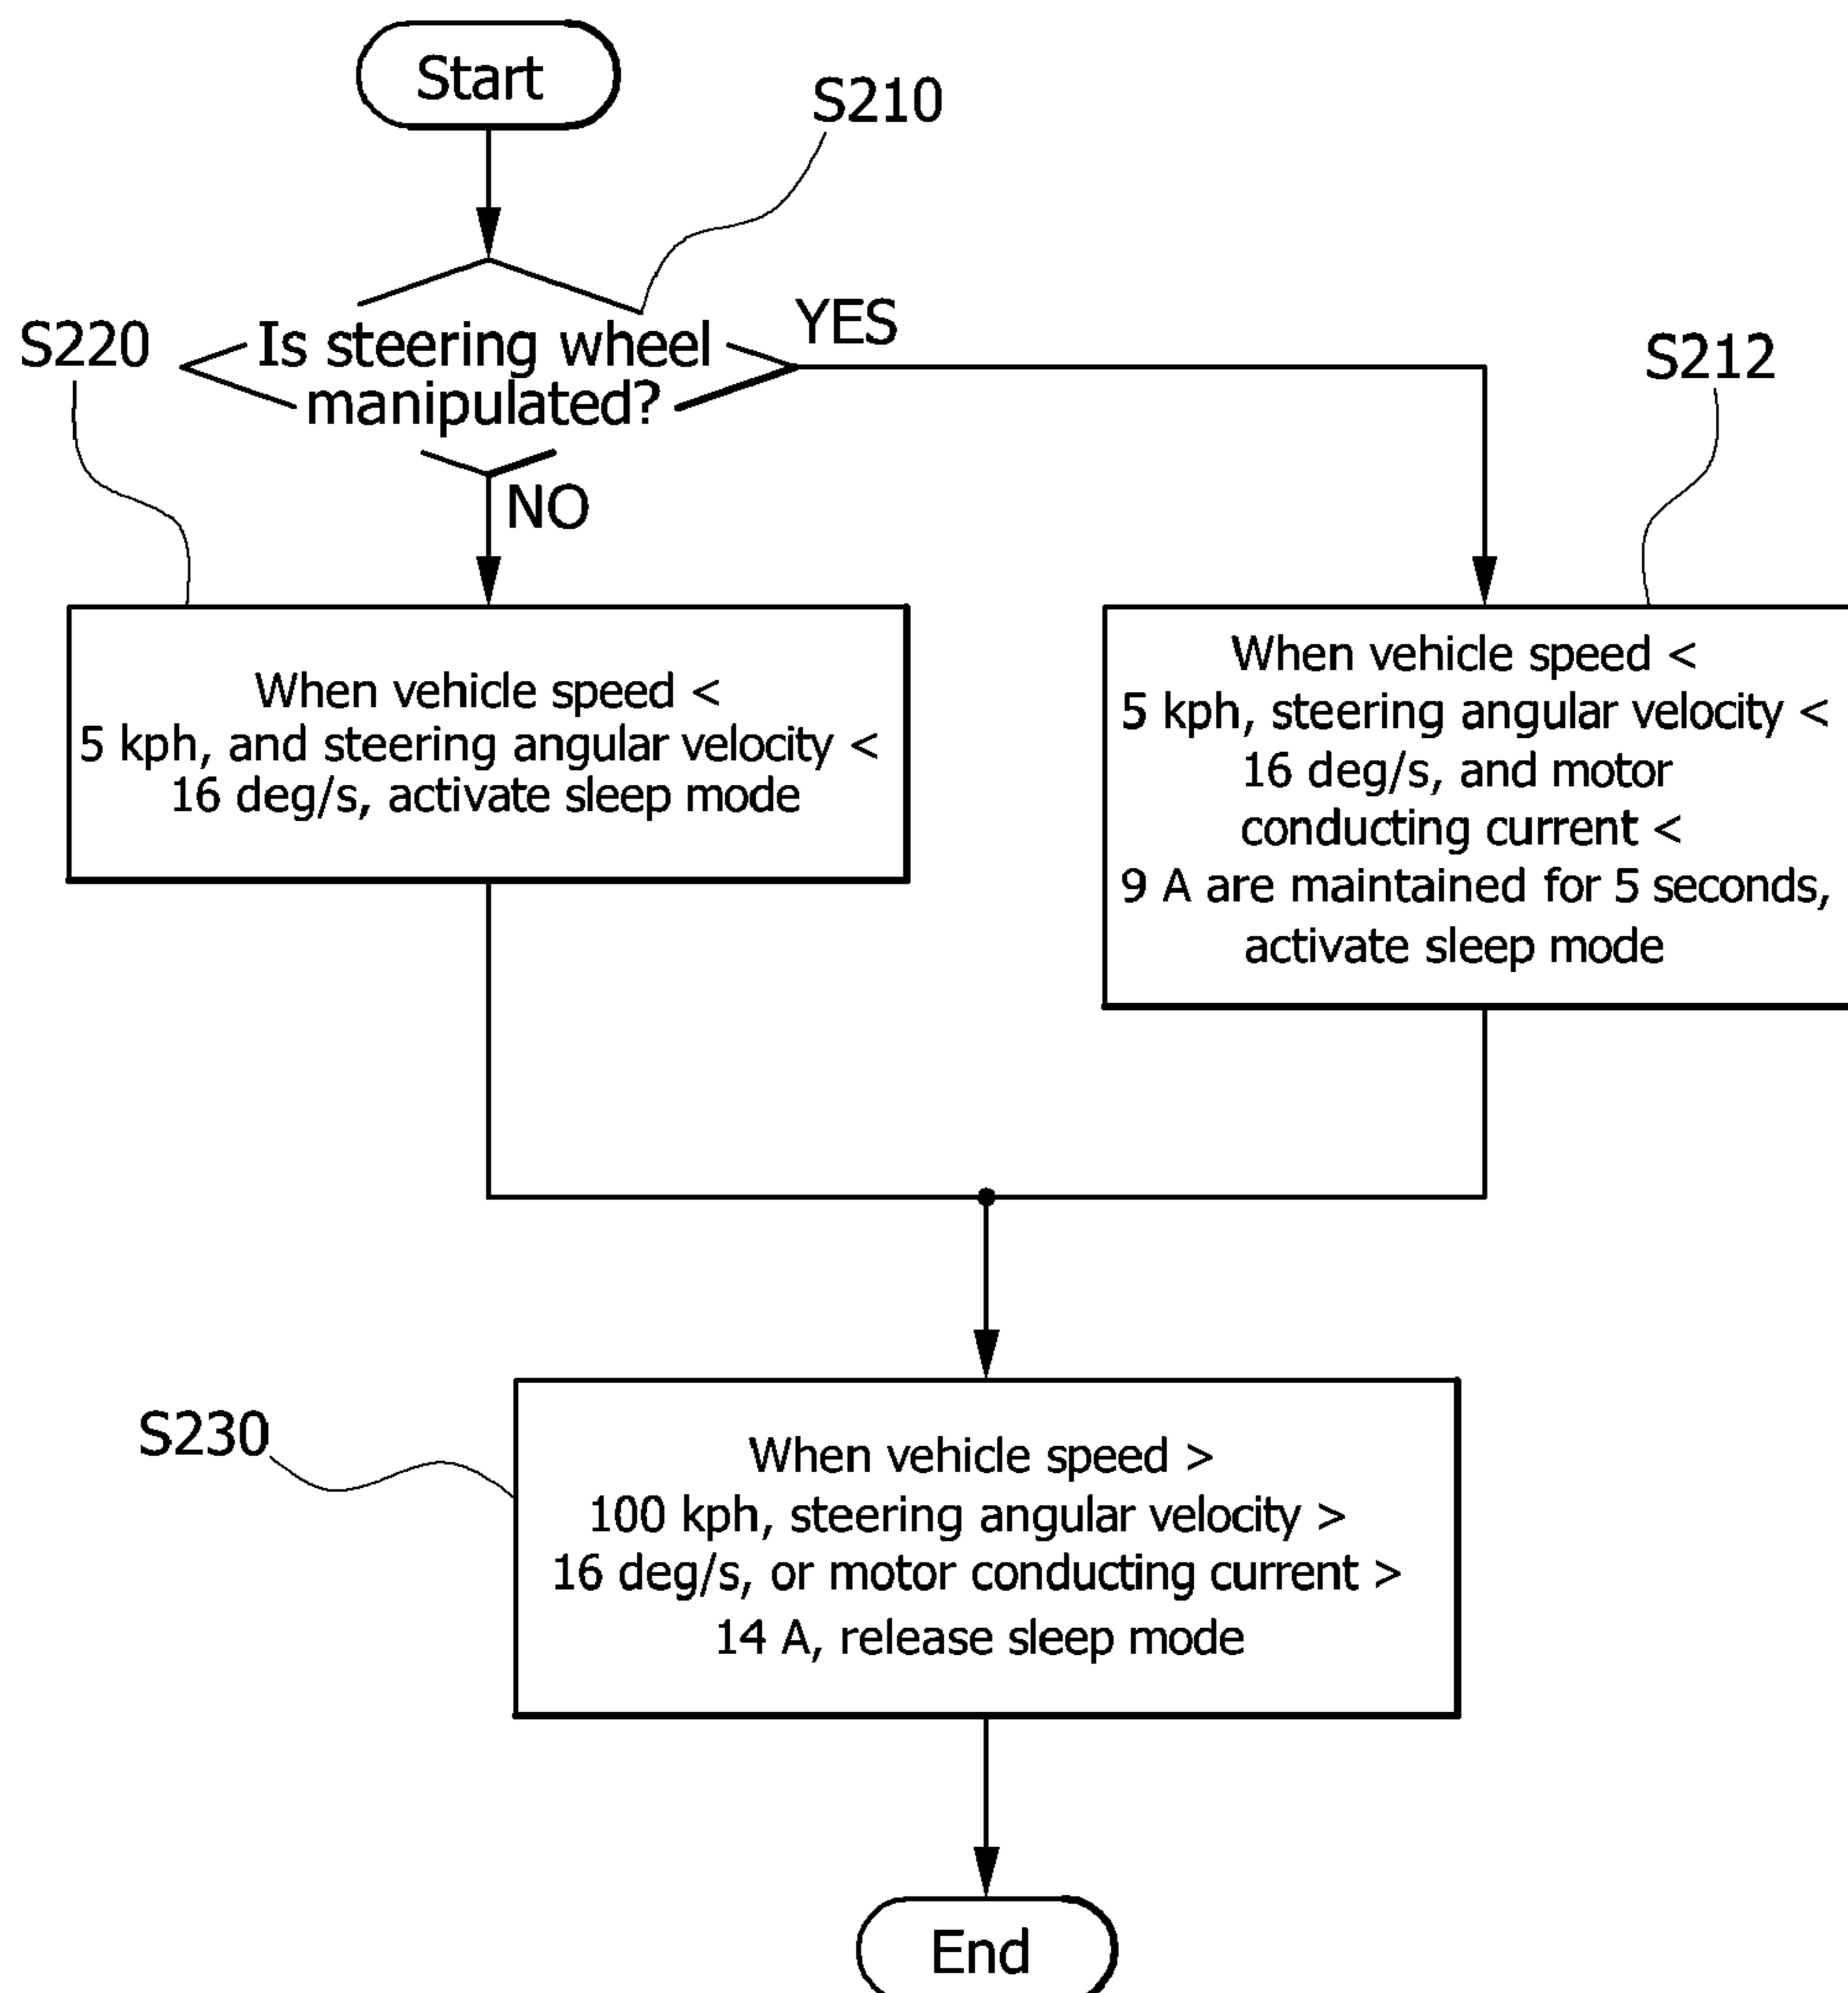 Start
S210
Is steering wheel
manipulated?
YES
S220
S212
NO
When vehicle speed <
5 kph, and steering angular velocity <
16 deg/s, activate sleep mode
When vehicle speed <
5 kph, steering angular velocity <
16 deg/s, and motor
conducting current <
9 A are maintained for 5 seconds,
activate sleep mode
S230
When vehicle speed >
100 kph, steering angular velocity >
16 deg/s, or motor conducting current >
14 A, release sleep mode
End